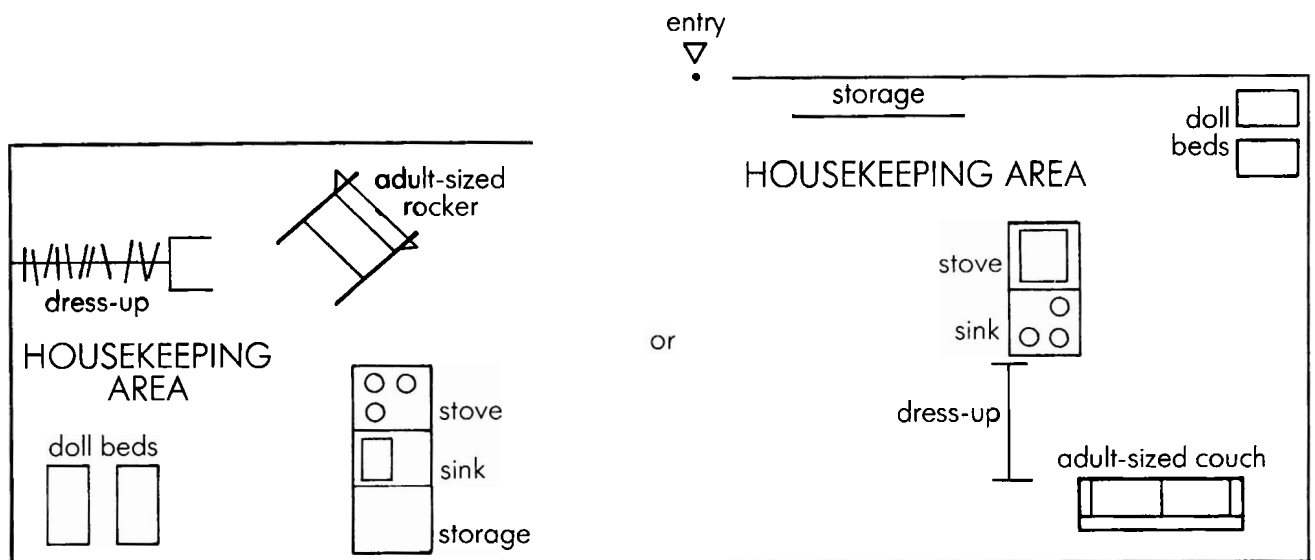 entry
storage
doll
beds
HOUSEKEEPING AREA
stove
sink
dress-up
adult-sized couch
or
adult-sized
rocker
dress-up
HOUSEKEEPING
AREA
doll beds
stove
sink
storage